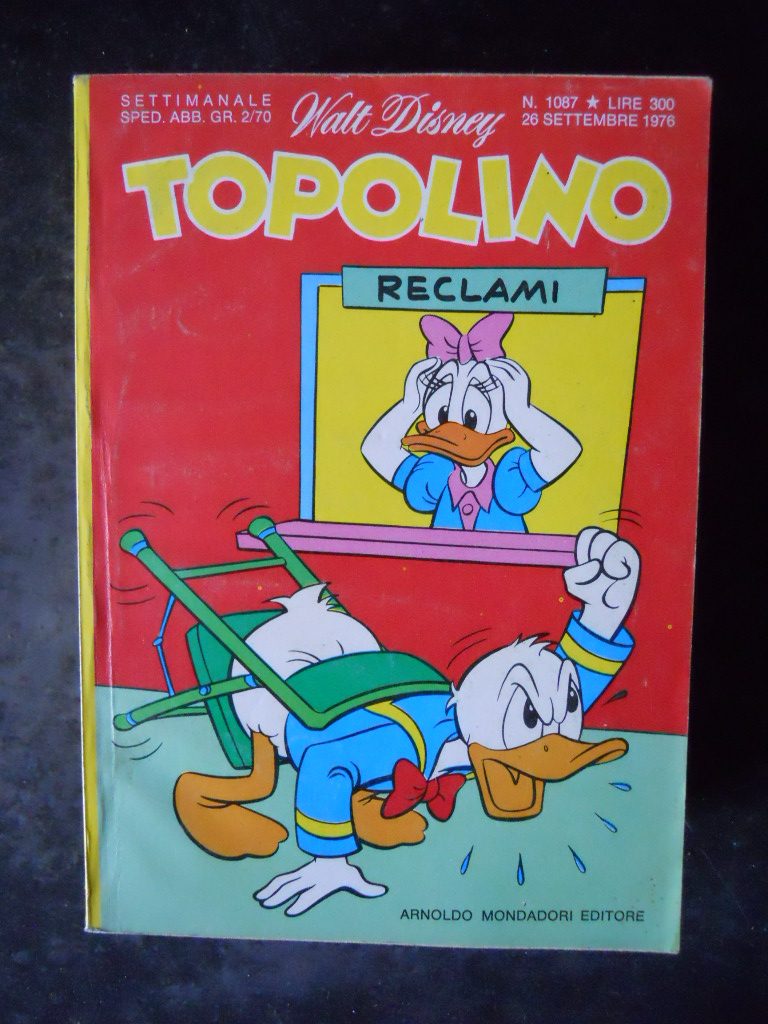 SETTIMANALE
SPED. ABB. GR. 2/70
Walt Disney
N. 1087 ★ LIRE 300
26 SETTEMBRE 1976
TOPOLINO
RECLAMI
ARNOLDO MONDADORI EDITORE